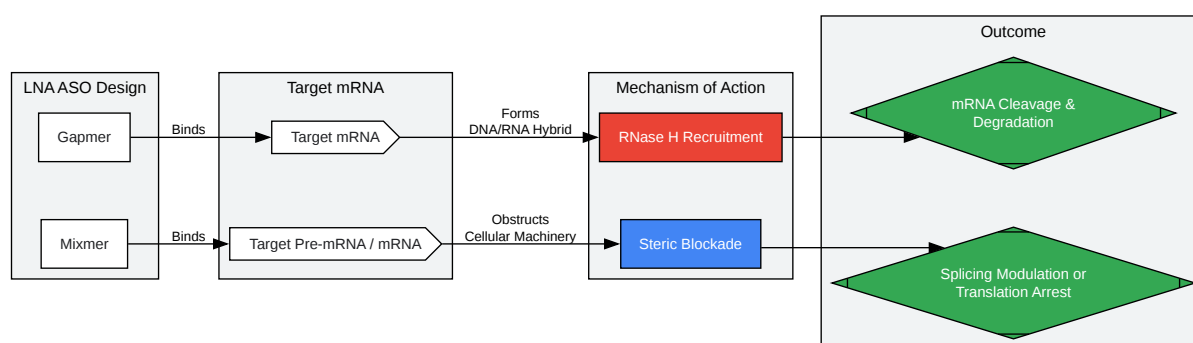 Outcome
LNA ASO Design
Target mRNA
Mechanism of Action
Gapmer
Binds
Target mRNA
Forms
DNA/RNA Hybrid
RNase H Recruitment
mRNA Cleavage &
Degradation
Mixmer
Binds
Target Pre-mRNA / mRNA
Obstructs
Cellular Machinery
Steric Blockade
Splicing Modulation or
Translation Arrest